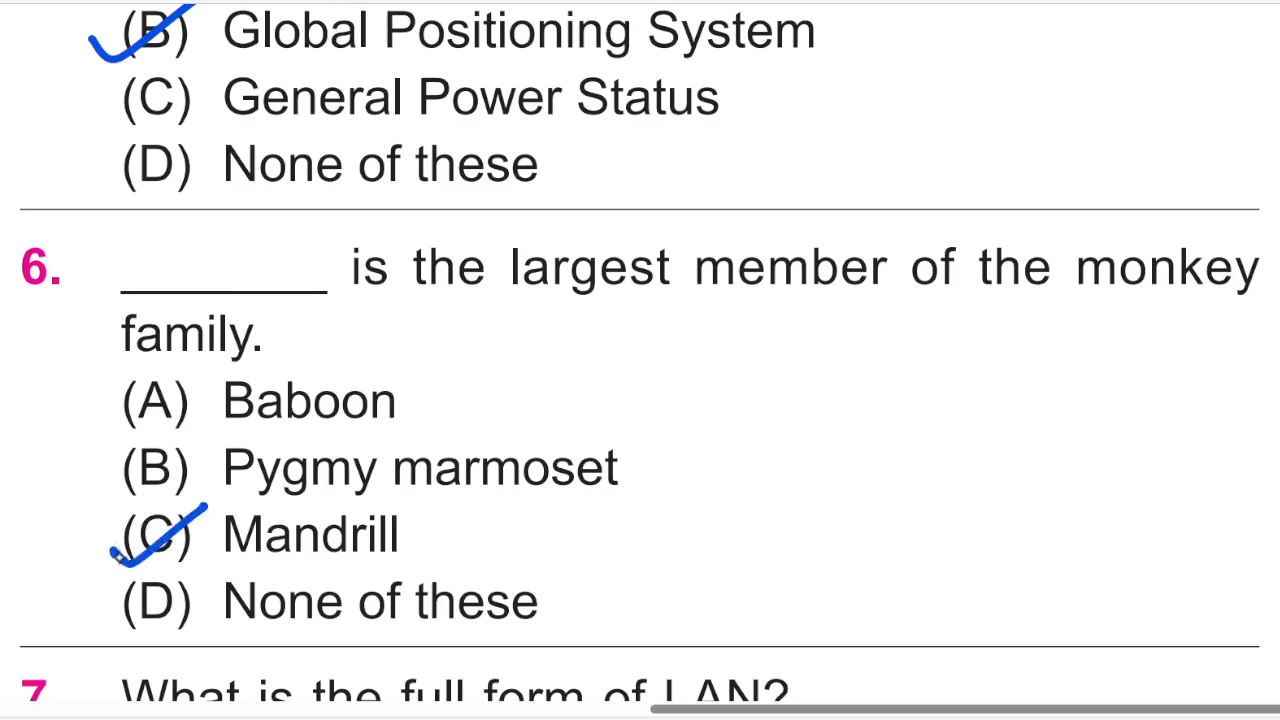 (B) Global Positioning System
(C) General Power Status
(D) None of these
6. ________ is the largest member of the monkey
family.
(A) Baboon
(B) Pygmy marmoset
(C) Mandrill
(D) None of these
7 What is the full form of LAN?